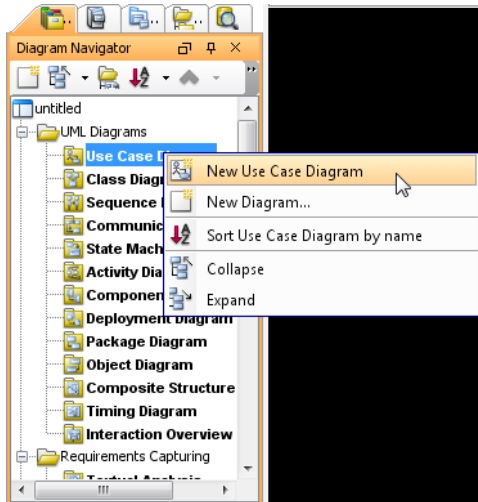 Diagram Navigator
untitled
UML Diagrams
Use Case
New Use Case Diagram
Class
New Diagram...
Sequence
Communic
Sort Use Case Diagram by name
State Mach
Activity Dia
Collapse
Componen
Expand
Deployment Diagram
Package Diagram
Object Diagram
Composite Structure
Timing Diagram
Interaction Overview
Requirements Capturing
Textual Analysis